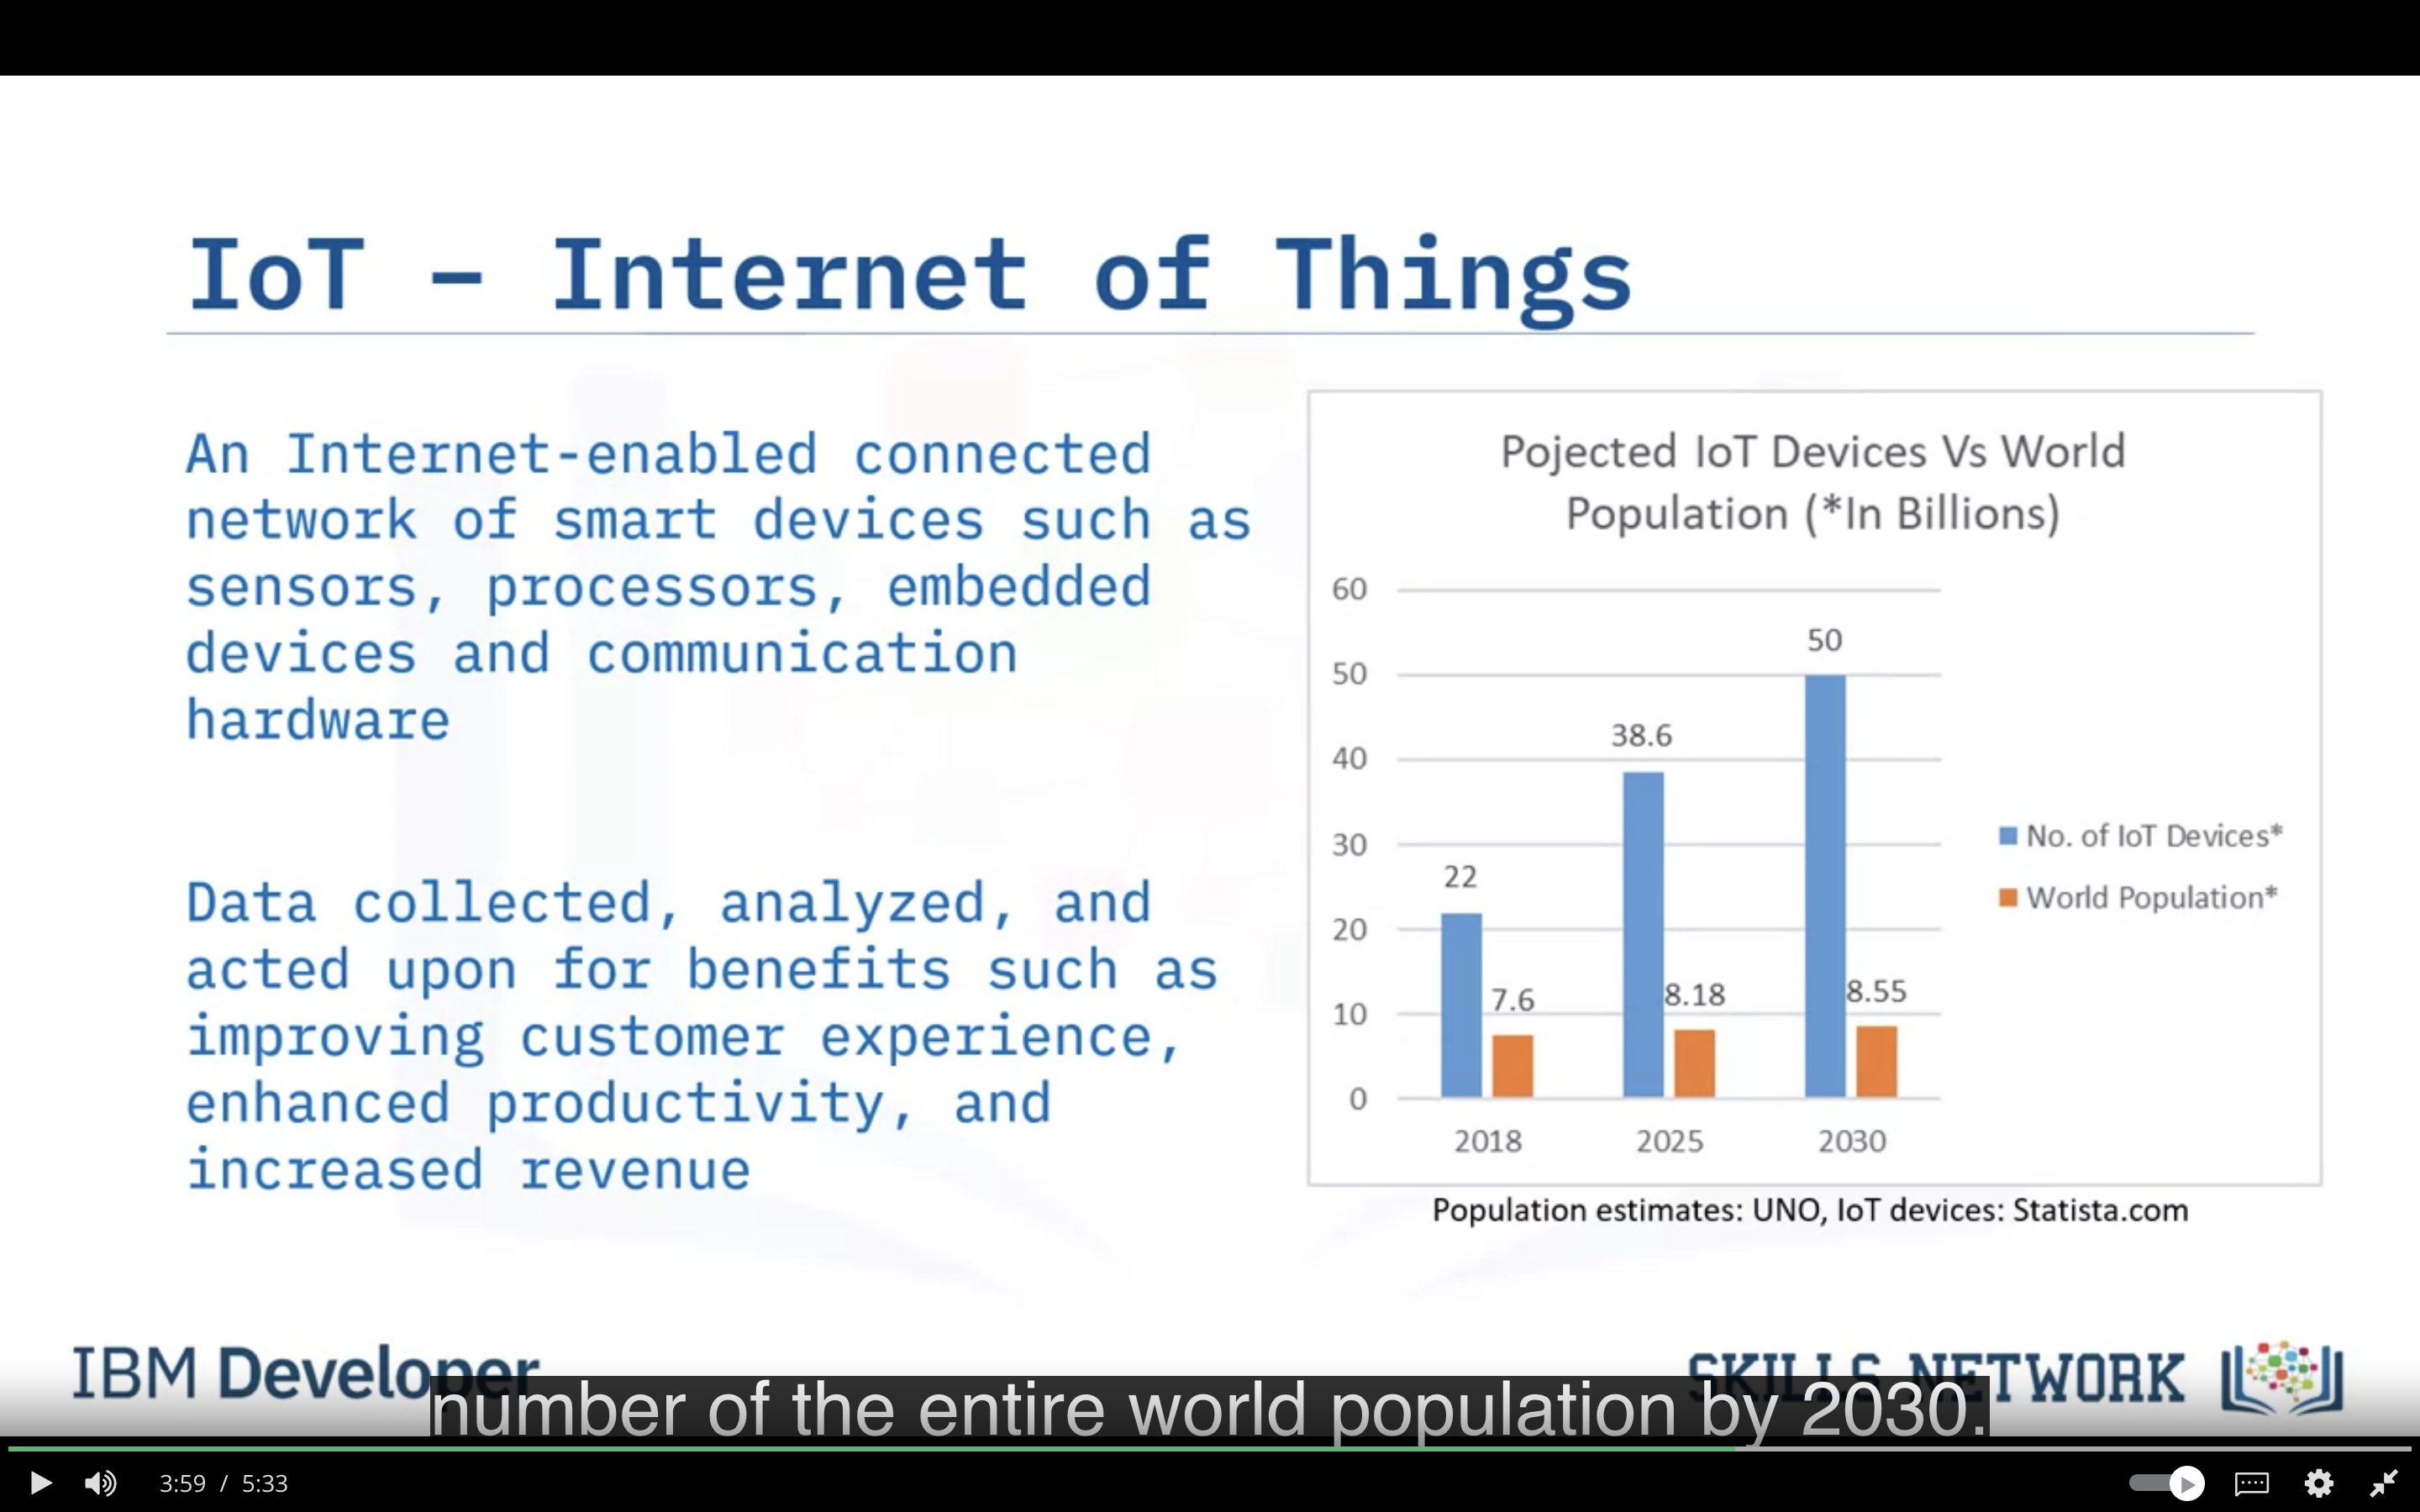 IoT – Internet of Things
An Internet-enabled connected
network of smart devices such as
sensors, processors, embedded
devices and communication
hardware
Data collected, analyzed, and
acted upon for benefits such as
improving customer experience,
enhanced productivity, and
increased revenue
Pojected IoT Devices Vs World
Population (*In Billions)
60
50
40
30
20
10
0
22
7.6
38.6
8.18
50
8.55
2018
2025
2030
No. of IoT Devices*
World Population*
Population estimates: UNO, IoT devices: Statista.com
IBM Developer
SKILLS NETWORK
number of the entire world population by 2030.
3:59 / 5:33